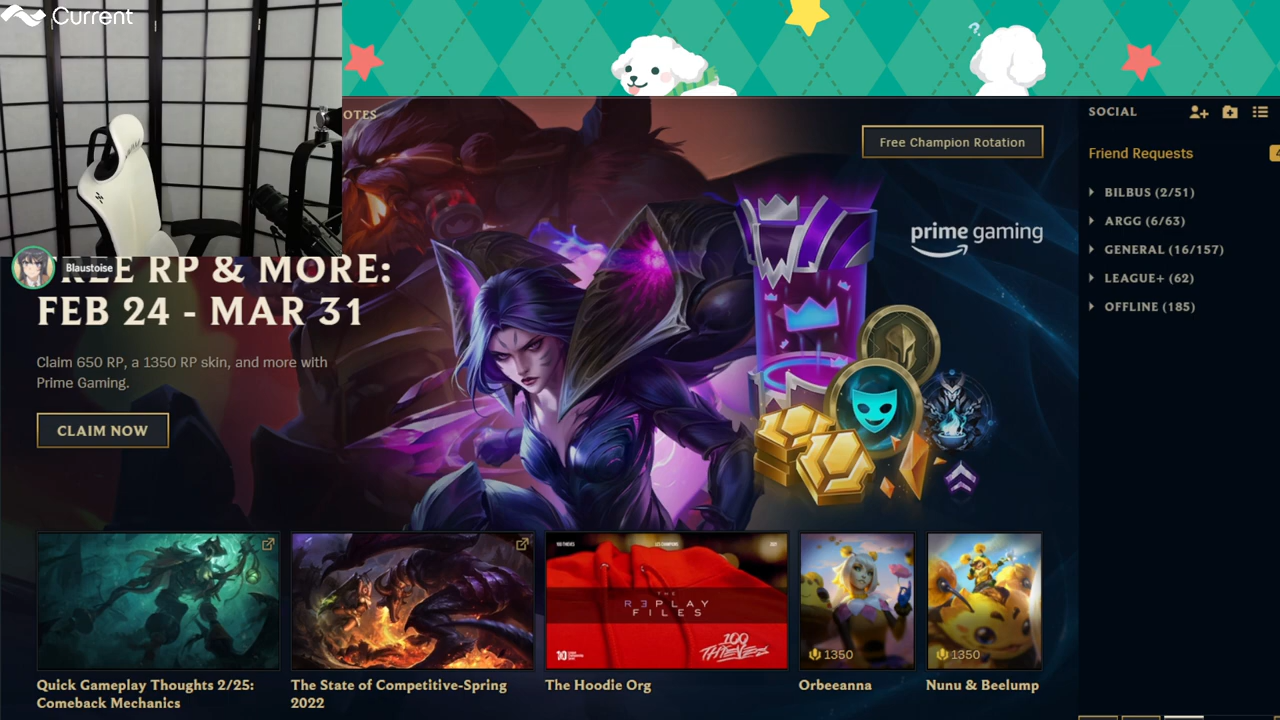 Current
OTES
Free Champion Rotation
SOCIAL
Friend Requests
BILBUS (2/51)
ARGG (6/63)
GENERAL (16/157)
LEAGUE+ (62)
OFFLINE (185)
prime gaming
Blaustoise
RP & MORE:
FEB 24 - MAR 31
Claim 650 RP, a 1350 RP skin, and more with
Prime Gaming.
CLAIM NOW
THE
REPLAY
FILES
100
THIEVES
1350
1350
Quick Gameplay Thoughts 2/25:
Comeback Mechanics
The State of Competitive-Spring
2022
The Hoodie Org
Orbeeanna
Nunu & Beelump